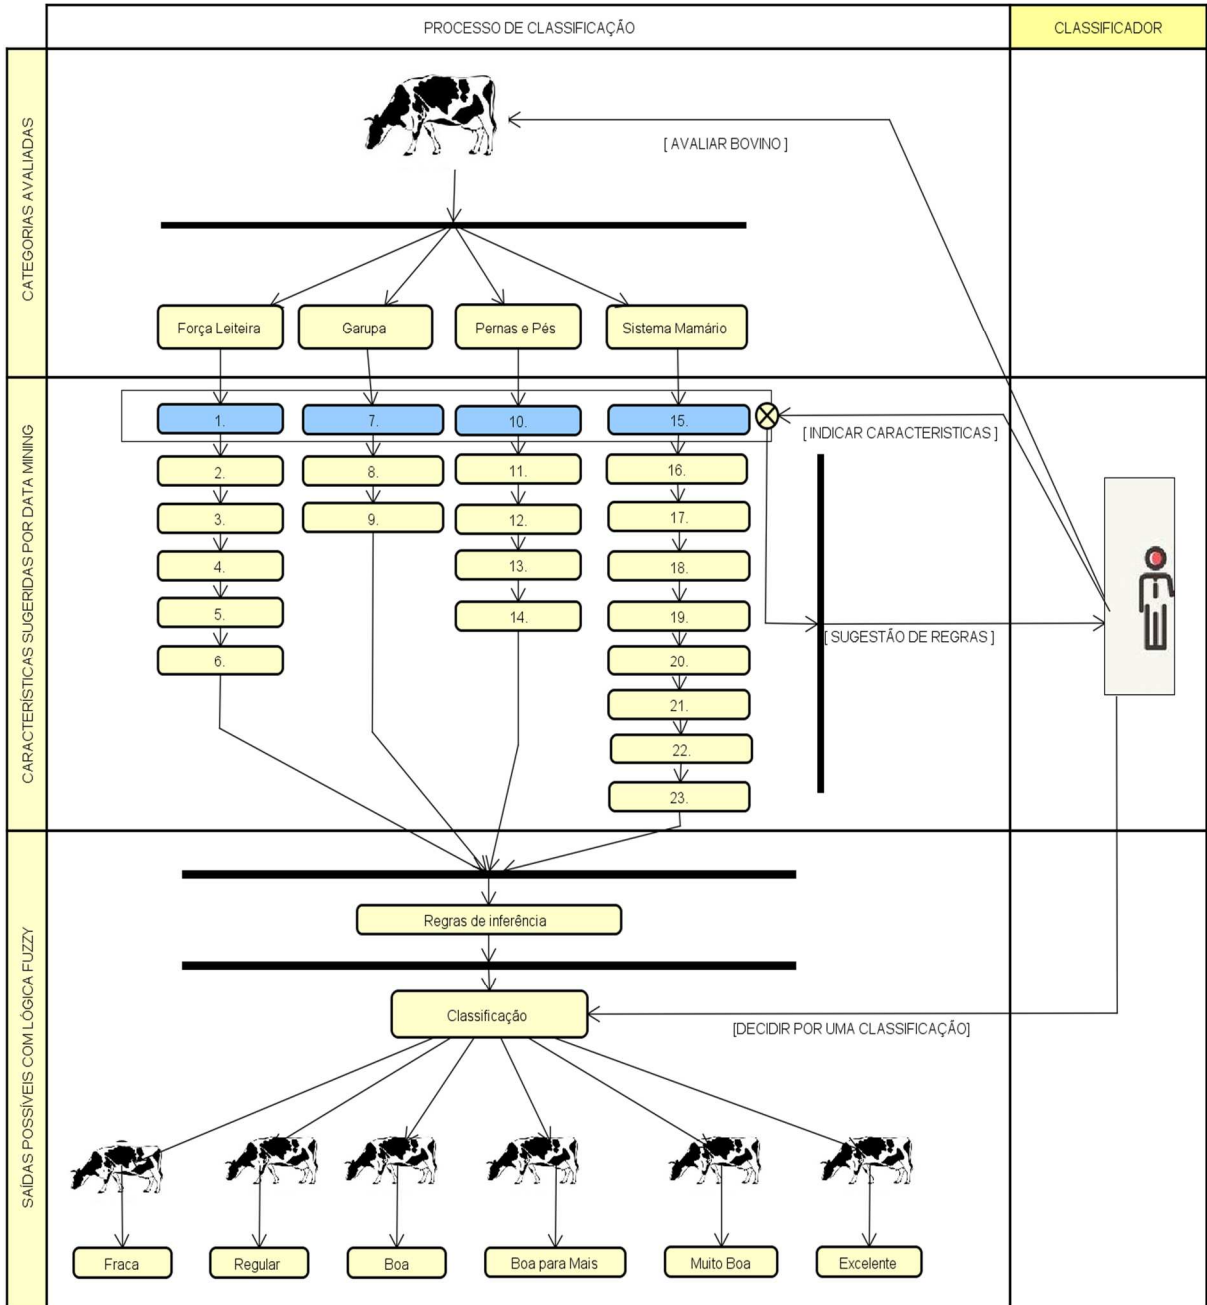 PROCESSO DE CLASSIFICAÇÃO
CLASSIFICADOR
CATEGORIAS AVALIADAS
[ AVALIAR BOVINO ]
Força Leiteira
Garupa
Pernas e Pés
Sistema Mamário
CARACTERÍSTICAS SUGERIDAS POR DATA MINING
1.
7.
10.
15.
[ INDICAR CARACTERISTICAS ]
2.
8.
11.
16.
3.
9.
12.
17.
4.
13.
18.
5.
14.
19.
[ SUGESTÃO DE REGRAS ]
6.
20.
21.
22.
23.
SAÍDAS POSSÍVEIS COM LÓGICA FUZZY
Regras de inferência
Classificação
[DECIDIR POR UMA CLASSIFICAÇÃO]
Fraca
Regular
Boa
Boa para Mais
Muito Boa
Excelente